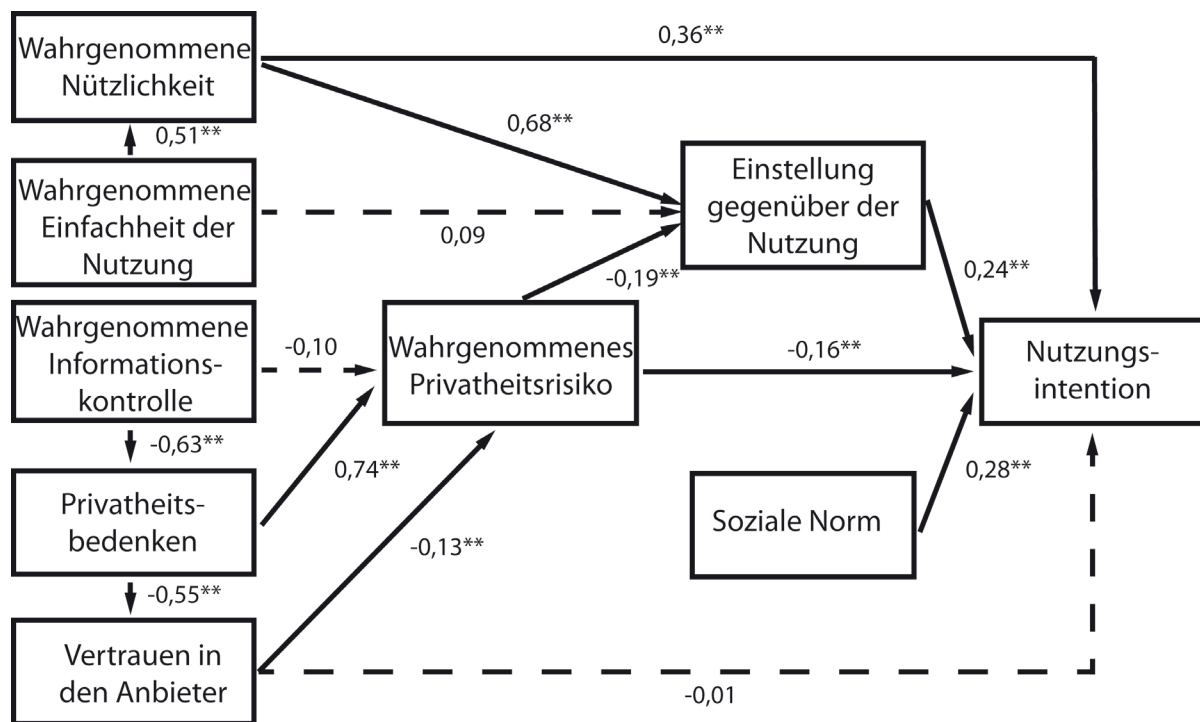 Wahrgenommene
Nützlichkeit
0,36**
0,51**
0,68**
Wahrgenommene
Einfachheit der
Nutzung
0,09
Einstellung
gegenüber der
Nutzung
-0,19**
0,24**
Wahrgenommene
Informations-
kontrolle
-0,10
Wahrgenommenes
Privatheitsrisiko
-0,16**
Nutzungs-
intention
-0,63**
0,74**
0,28**
Privatheits-
bedenken
Soziale Norm
-0,13**
-0,55**
Vertrauen in
den Anbieter
-0,01